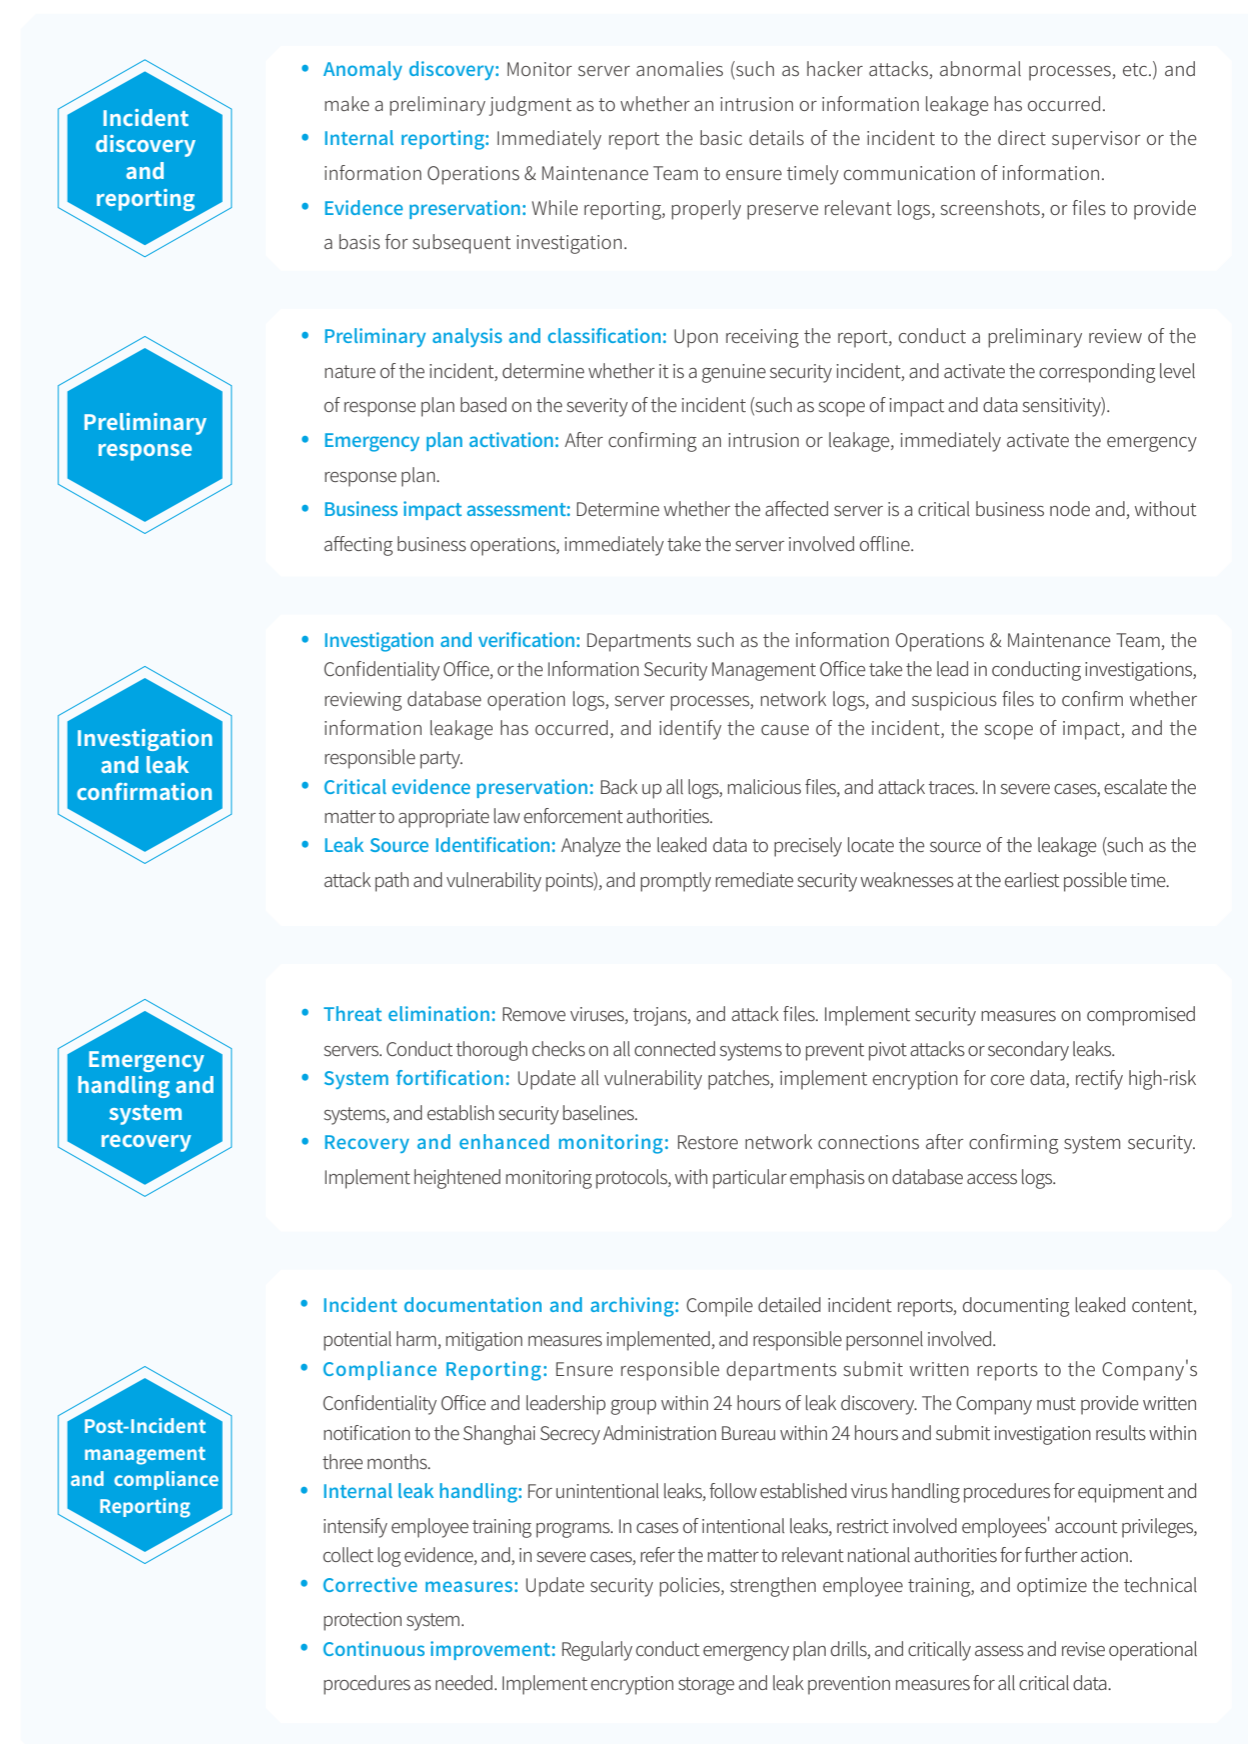 Incident
discovery
and
reporting
• Anomaly discovery: Monitor server anomalies (such as hacker attacks, abnormal processes, etc.) and
make a preliminary judgment as to whether an intrusion or information leakage has occurred.
• Internal reporting: Immediately report the basic details of the incident to the direct supervisor or the
information Operations & Maintenance Team to ensure timely communication of information.
• Evidence preservation: While reporting, properly preserve relevant logs, screenshots, or files to provide
a basis for subsequent investigation.
Preliminary
response
• Preliminary analysis and classification: Upon receiving the report, conduct a preliminary review of the
nature of the incident, determine whether it is a genuine security incident, and activate the corresponding level
of response plan based on the severity of the incident (such as scope of impact and data sensitivity).
• Emergency plan activation: After confirming an intrusion or leakage, immediately activate the emergency
response plan.
• Business impact assessment: Determine whether the affected server is a critical business node and, without
affecting business operations, immediately take the server involved offline.
Investigation
and leak
confirmation
• Investigation and verification: Departments such as the information Operations & Maintenance Team, the
Confidentiality Office, or the Information Security Management Office take the lead in conducting investigations,
reviewing database operation logs, server processes, network logs, and suspicious files to confirm whether
information leakage has occurred, and identify the cause of the incident, the scope of impact, and the
responsible party.
• Critical evidence preservation: Back up all logs, malicious files, and attack traces. In severe cases, escalate the
matter to appropriate law enforcement authorities.
• Leak Source Identification: Analyze the leaked data to precisely locate the source of the leakage (such as the
attack path and vulnerability points), and promptly remediate security weaknesses at the earliest possible time.
Emergency
handling and
system
recovery
• Threat elimination: Remove viruses, trojans, and attack files. Implement security measures on compromised
servers. Conduct thorough checks on all connected systems to prevent pivot attacks or secondary leaks.
• System fortification: Update all vulnerability patches, implement encryption for core data, rectify high-risk
systems, and establish security baselines.
• Recovery and enhanced monitoring: Restore network connections after confirming system security.
Implement heightened monitoring protocols, with particular emphasis on database access logs.
Post-Incident
management
and compliance
Reporting
• Incident documentation and archiving: Compile detailed incident reports, documenting leaked content,
potential harm, mitigation measures implemented, and responsible personnel involved.
• Compliance Reporting: Ensure responsible departments submit written reports to the Company's
Confidentiality Office and leadership group within 24 hours of leak discovery. The Company must provide written
notification to the Shanghai Secrecy Administration Bureau within 24 hours and submit investigation results within
three months.
• Internal leak handling: For unintentional leaks, follow established virus handling procedures for equipment and
intensify employee training programs. In cases of intentional leaks, restrict involved employees' account privileges,
collect log evidence, and, in severe cases, refer the matter to relevant national authorities for further action.
• Corrective measures: Update security policies, strengthen employee training, and optimize the technical
protection system.
• Continuous improvement: Regularly conduct emergency plan drills, and critically assess and revise operational
procedures as needed. Implement encryption storage and leak prevention measures for all critical data.